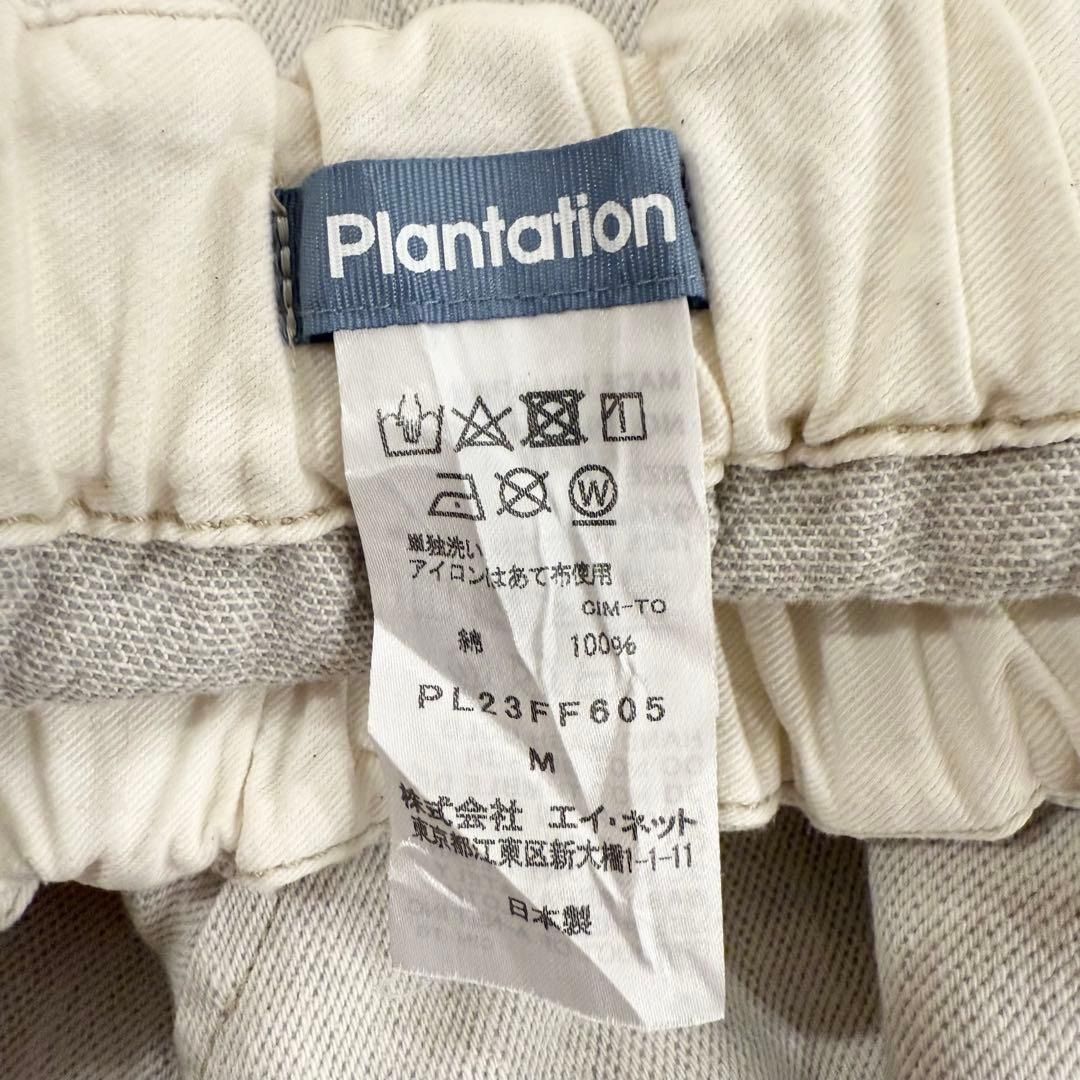 Plantation
W
単独洗い
アイロンはあて布使用
CIM-TO
綿 100%
PL23FF605
M
株式会社 エイ・ネット
東京都江東区新大橋1-1-11
日本製